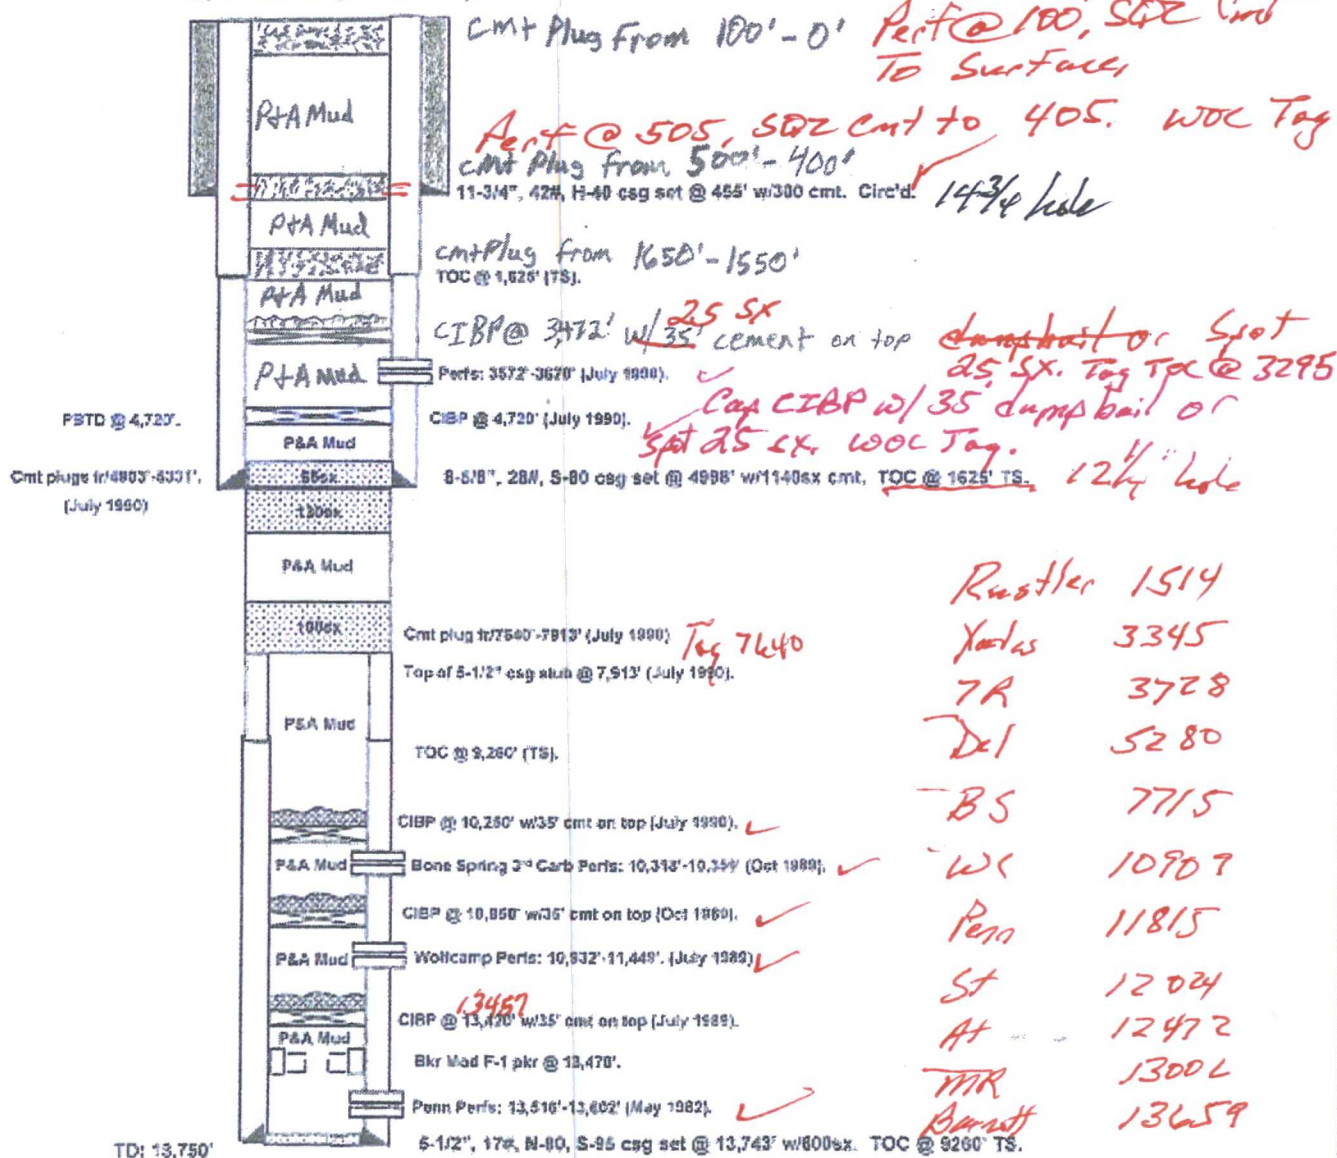 cmt Plug From 100'-0' Perf @ 100', SQZ Cmt
To Surface,
P+A Mud
Perf @ 505, SQZ cmt to 405. WOC Tag
cmt Plug from 500'-400'
11-3/4", 42#, H-40 csg set @ 455' w/300 cmt. Circ'd. 14 3/4 hole
P+A Mud
cmt Plug from 1650'-1550'
TOC @ 1,625' (TS).
P+A Mud
25 SX
CIBP @ 3,472' w/ 35' cement on top dumpbail or Spot
25 SX. Tag TOC @ 3295
P+A Mud
Perfs: 3572'-3670' (July 1990).
Cap CIBP w/ 35' dump bail or
spot 25 sx. WOC Tag.
PBTD @ 4,720'.
CIBP @ 4,720' (July 1990).
P&A Mud
Cmt plugs fr/4903'-5331'.
(July 1990)
65sx
8-5/8", 28#, S-80 csg set @ 4998' w/1140sx cmt, TOC @ 1625' TS. 12 1/4" hole
130sx
P&A Mud
100sx
Cmt plug fr/7640'-7913' (July 1990) Tag 7640
Top of 5-1/2" csg stub @ 7,913' (July 1990).
P&A Mud
TOC @ 9,260' (TS).
CIBP @ 10,250' w/35' cmt on top (July 1990).
P&A Mud
Bone Spring 3rd Carb Perfs: 10,318'-10,354' (Oct 1989).
CIBP @ 10,850' w/35' cmt on top (Oct 1989).
P&A Mud
Wolfcamp Perfs: 10,932'-11,449'. (July 1989)
13457
CIBP @ 13,420' w/35' cmt on top (July 1989).
P&A Mud
Bkr Mod F-1 pkr @ 13,470'.
Penn Perfs: 13,516'-13,602' (May 1982).
5-1/2", 17#, N-80, S-95 csg set @ 13,743' w/600sx. TOC @ 9260' TS.
TD: 13,750'
Rustler 1514
Yates 3345
7R 3728
Del 5280
BS 7715
WC 10909
Penn 11815
St 12024
At 12472
MR 13002
Barnett 13659